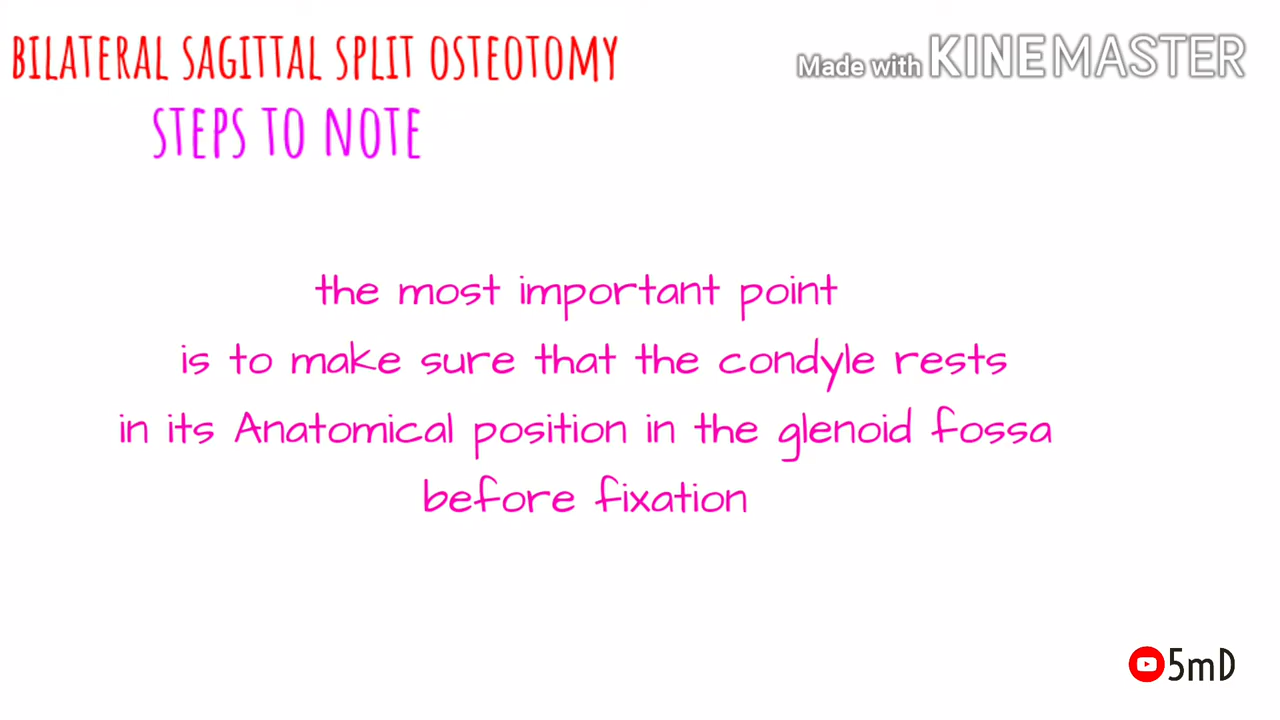 BILATERAL SAGITTAL SPLIT OSTEOTOMY
STEPS TO NOTE
Made with KINEMASTER
the most important point
is to make sure that the condyle rests
in its Anatomical position in the glenoid fossa
before fixation
5mD